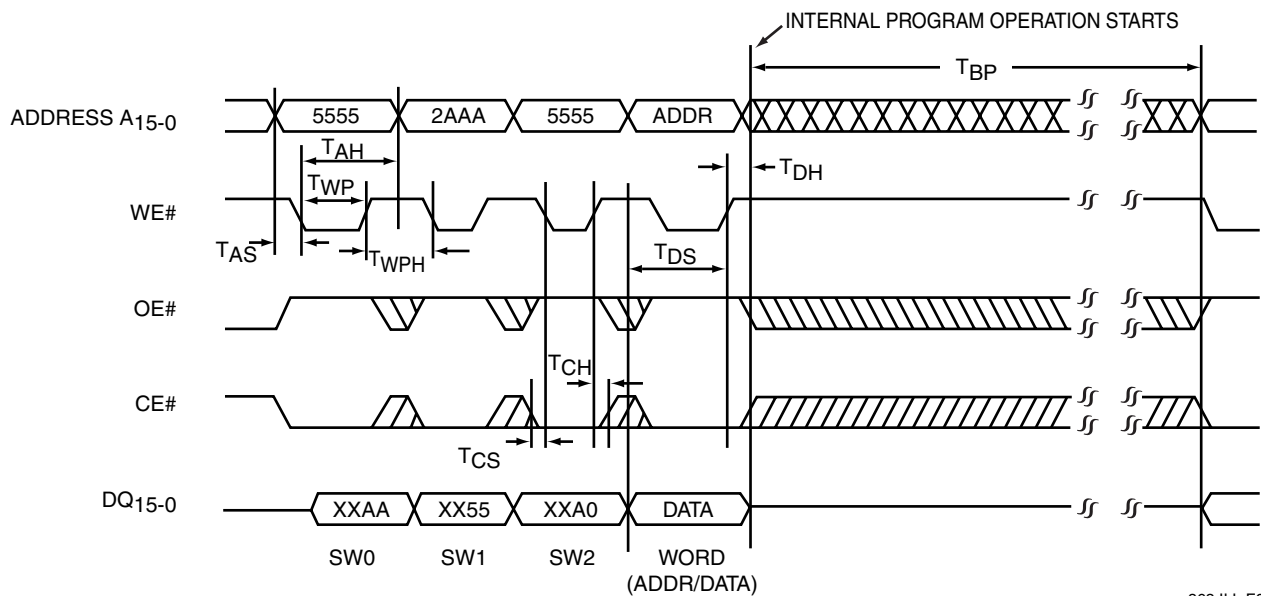 INTERNAL PROGRAM OPERATION STARTS
TBP
ADDRESS A15-0
5555
2AAA
5555
ADDR
TAH
TDH
TWP
WE#
TAS
TWPH
TDS
OE#
TCH
CE#
TCS
DQ15-0
XXAA
XX55
XXA0
DATA
SW0
SW1
SW2
WORD
(ADDR/DATA)